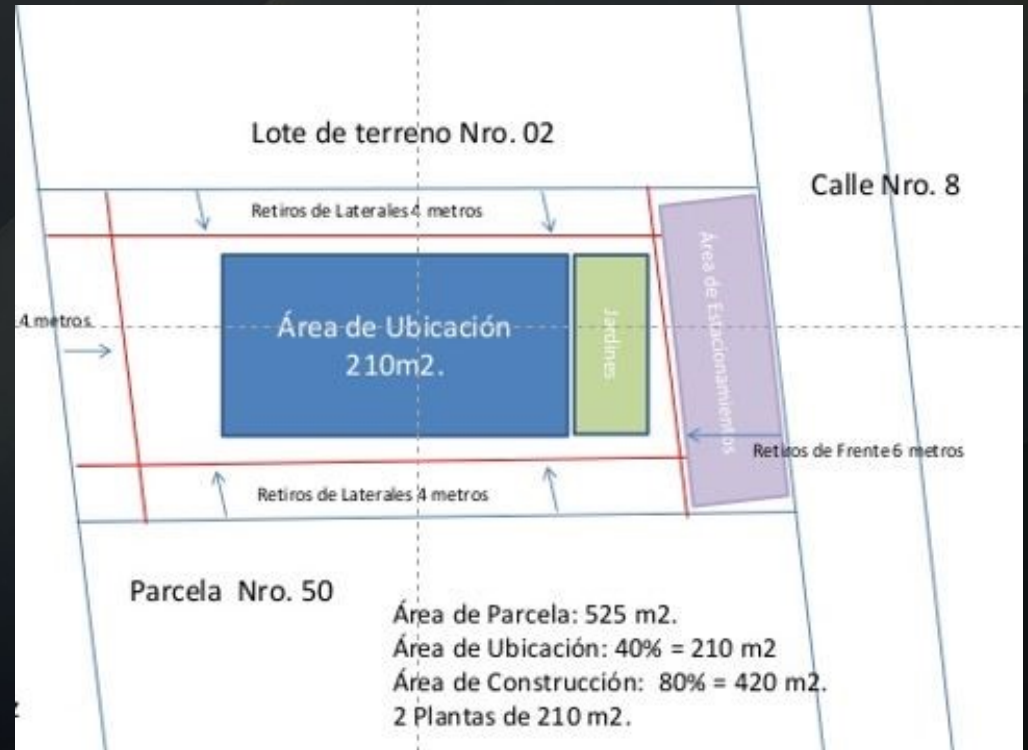 Lote de terreno Nro. 02
Calle Nro. 8
Retiros de Laterales 4 metros
Área de Estacionamientos
4 metros.
Área de Ubicación
210m2.
Jardines
Retiros de Frente 6 metros
Retiros de Laterales 4 metros
Parcela Nro. 50
Área de Parcela: 525 m2.
Área de Ubicación: 40% = 210 m2
Área de Construcción: 80% = 420 m2.
2 Plantas de 210 m2.